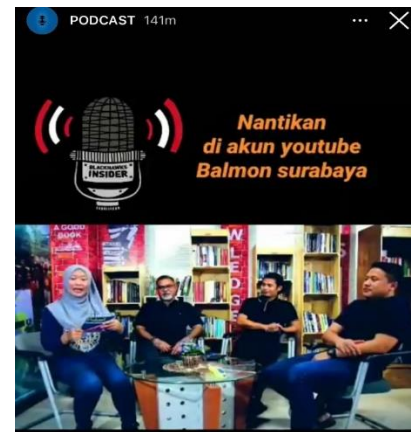 PODCAST 141m
BLACKHAWKS
INSIDER
Nantikan
di akun youtube
Balmon surabaya
A GOOD
BOOK
W
L
E
D
G
E